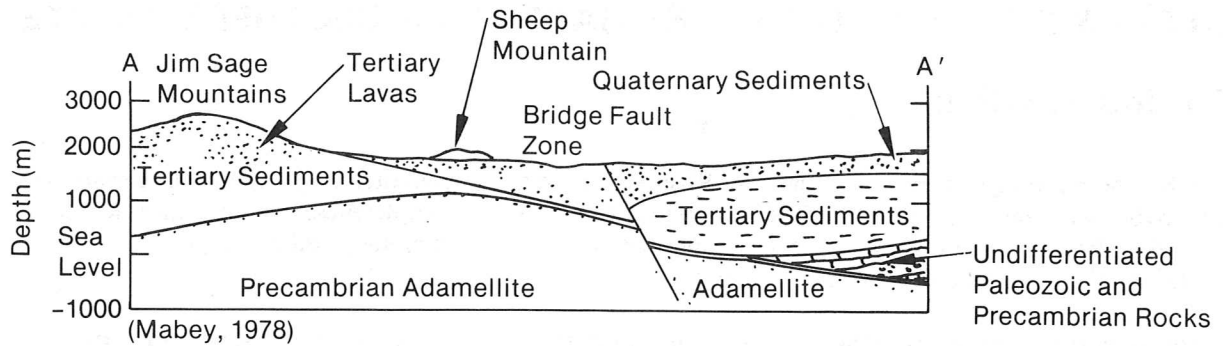 Sheep
Mountain
A
Jim Sage
Mountains
Tertiary
Lavas
Quaternary Sediments
A'
Bridge Fault
Zone
3000
2000
1000
Sea
Level
-1000
Depth (m)
Tertiary Sediments
Tertiary Sediments
Precambrian Adamellite
Adamellite
Undifferentiated
Paleozoic and
Precambrian Rocks
(Mabey, 1978)